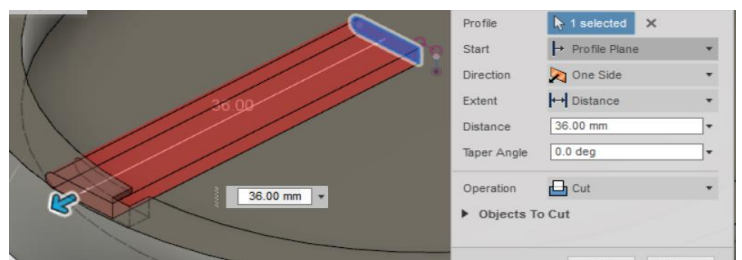 Profile 1 selected
Start Profile Plane
Direction One Side
Extent Distance
Distance 36.00 mm
Taper Angle 0.0 deg
Operation Cut
Objects To Cut
36.00
36.00 mm